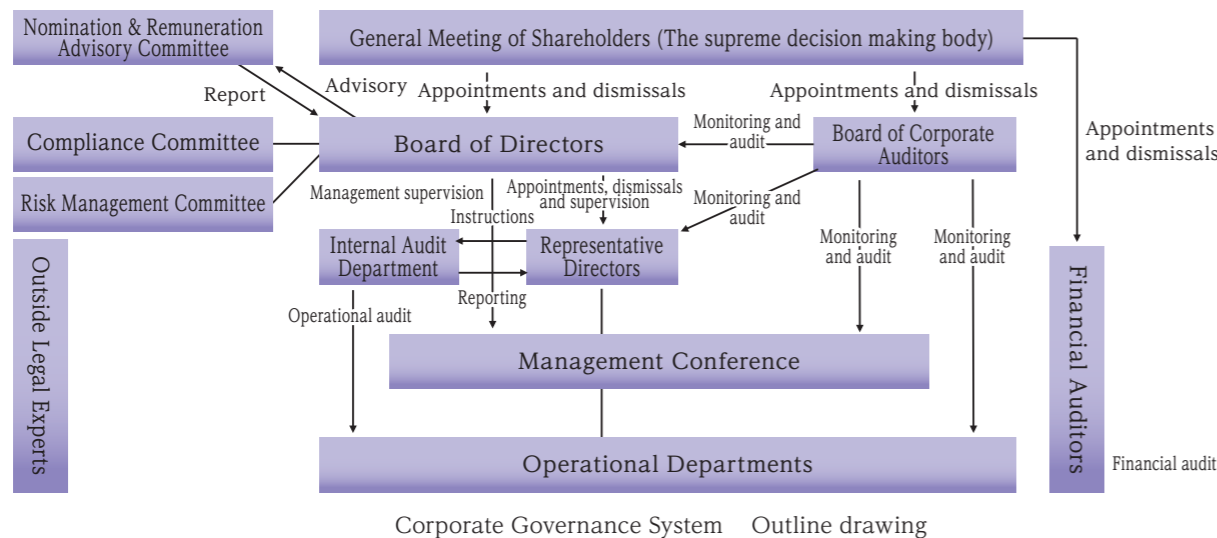 Nomination & Remuneration
Advisory Committee
General Meeting of Shareholders (The supreme decision making body)
Report
Advisory
Appointments and dismissals
Appointments and dismissals
Appointments
and dismissals
Compliance Committee
Board of Directors
Monitoring and
audit
Board of Corporate
Auditors
Risk Management Committee
Management supervision
Appointments, dismissals
and supervision
Monitoring and
audit
Instructions
Internal Audit
Department
Representative
Directors
Monitoring
and audit
Monitoring
and audit
Reporting
Operational audit
Outside Legal Experts
Management Conference
Financial Auditors
Operational Departments
Financial audit
Corporate Governance System Outline drawing